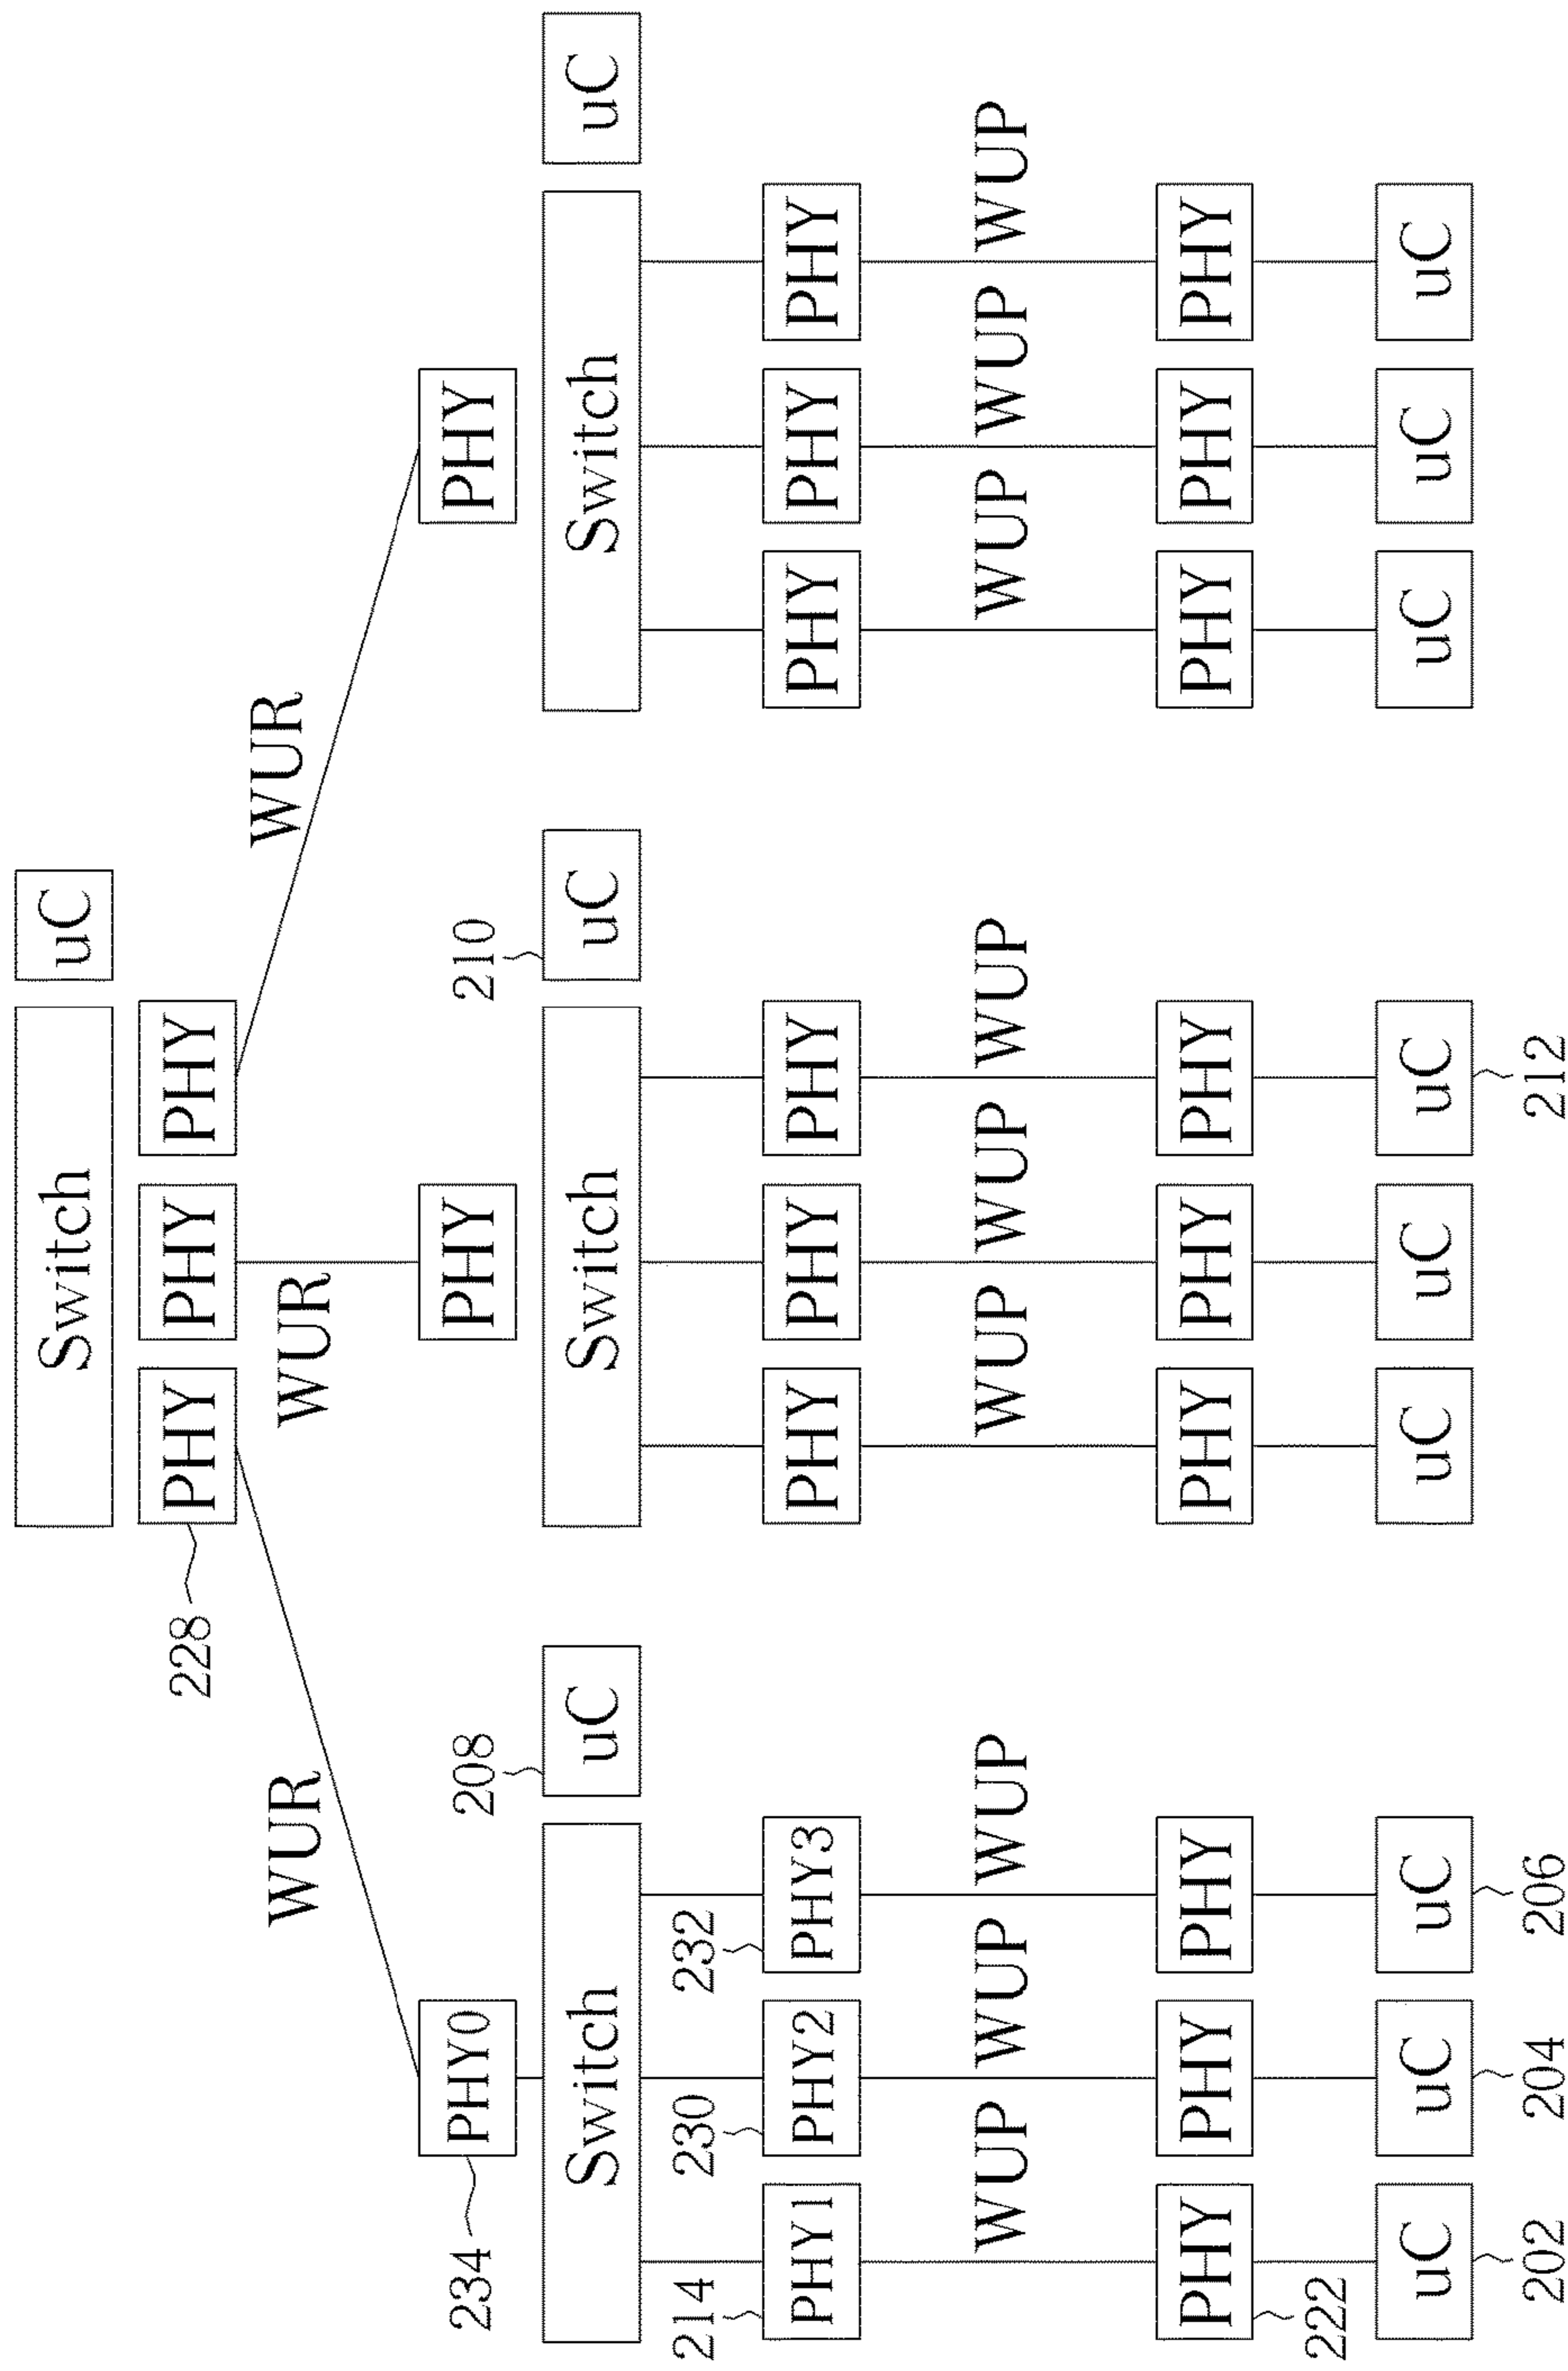 Switch uC
228 PHY PHY PHY
WUR WUR WUR
234 PHY0 208 PHY 210 PHY
Switch uC Switch uC Switch uC
214 230 232
PHY1 PHY2 PHY3 PHY PHY PHY PHY PHY PHY
WUP WUP WUP WUP WUP WUP WUP WUP WUP
PHY PHY PHY PHY PHY PHY PHY PHY PHY
222
uC uC uC uC uC uC uC uC uC
202 204 206 212